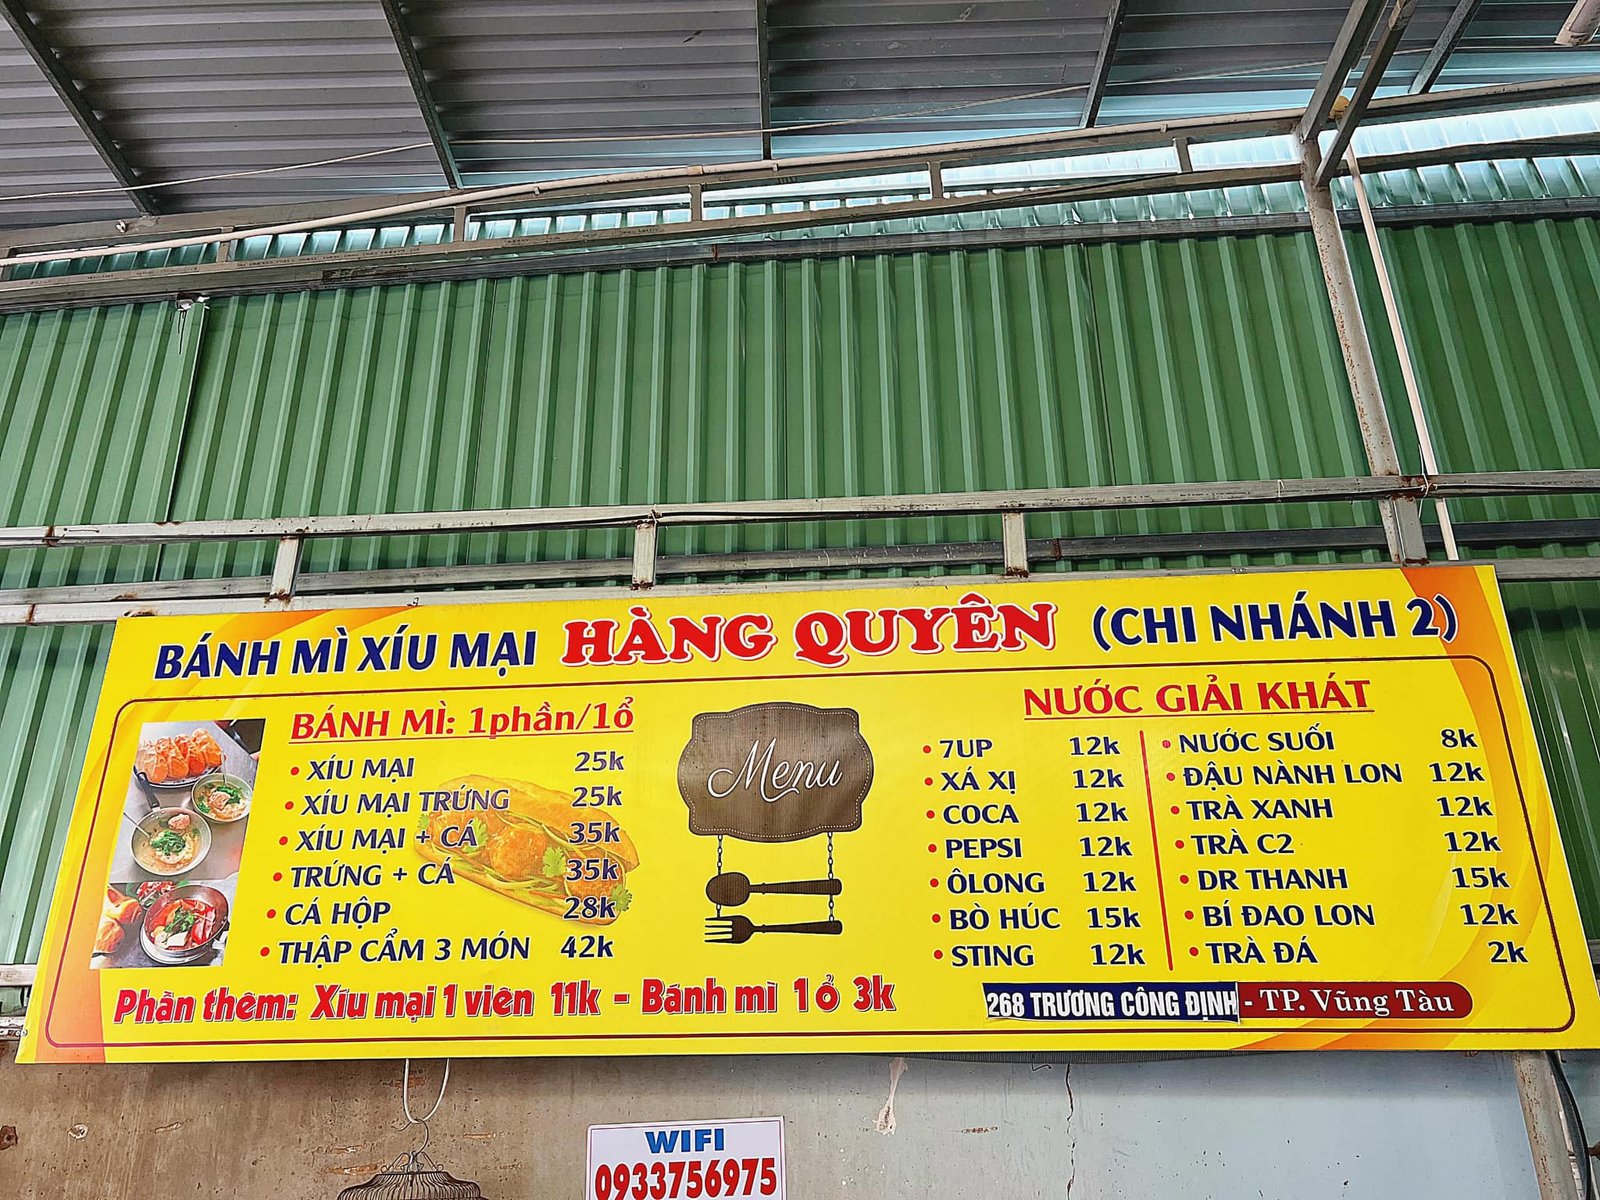 BÁNH MÌ XÍU MẠI HÀNG QUYÊN (CHI NHÁNH 2)
BÁNH MÌ: 1phần/1ổ
• XÍU MẠI 25k
• XÍU MẠI TRỨNG 25k
• XÍU MẠI + CÁ 35k
• TRỨNG + CÁ 35k
• CÁ HỘP 28k
• THẬP CẨM 3 MÓN 42k
Menu
NƯỚC GIẢI KHÁT
• 7UP 12k
• XÁ XỊ 12k
• COCA 12k
• PEPSI 12k
• ÔLONG 12k
• BÒ HÚC 15k
• STING 12k
• NƯỚC SUỐI 8k
• ĐẬU NÀNH LON 12k
• TRÀ XANH 12k
• TRÀ C2 12k
• DR THANH 15k
• BÍ ĐAO LON 12k
• TRÀ ĐÁ 2k
Phần thêm: Xíu mại 1 viên 11k - Bánh mì 1 ổ 3k
268 TRƯƠNG CÔNG ĐỊNH - TP. Vũng Tàu
WIFI
0933756975